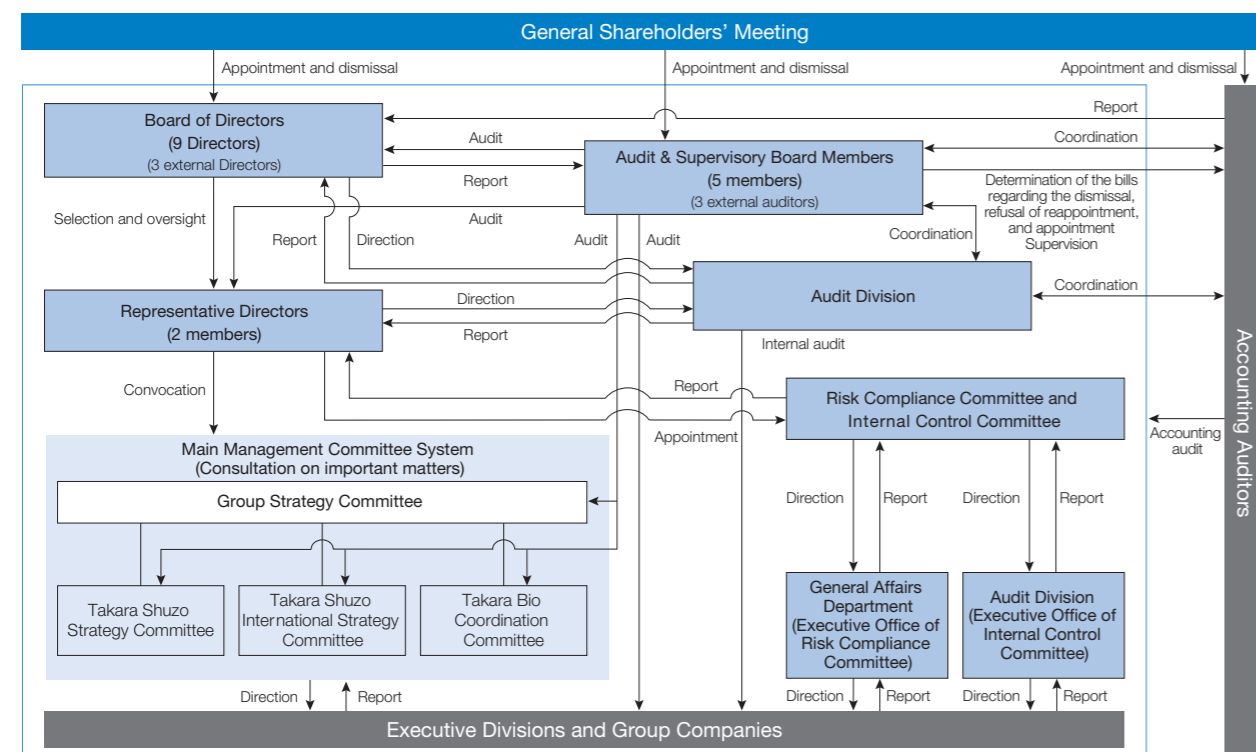 General Shareholders' Meeting
Appointment and dismissal
Appointment and dismissal
Appointment and dismissal
Board of Directors
(9 Directors)
(3 external Directors)
Report
Audit
Coordination
Audit & Supervisory Board Members
(5 members)
(3 external auditors)
Report
Determination of the bills
regarding the dismissal,
refusal of reappointment,
and appointment
Supervision
Selection and oversight
Audit
Report
Direction
Audit
Audit
Coordination
Audit Division
Coordination
Representative Directors
(2 members)
Direction
Report
Internal audit
Accounting Auditors
Convocation
Report
Risk Compliance Committee and
Internal Control Committee
Appointment
Accounting
audit
Main Management Committee System
(Consultation on important matters)
Group Strategy Committee
Direction
Report
Direction
Report
Takara Shuzo
Strategy Committee
Takara Shuzo
International Strategy
Committee
Takara Bio
Coordination
Committee
General Affairs
Department
(Executive Office of
Risk Compliance
Committee)
Audit Division
(Executive Office of
Internal Control
Committee)
Direction
Report
Direction
Report
Direction
Report
Executive Divisions and Group Companies